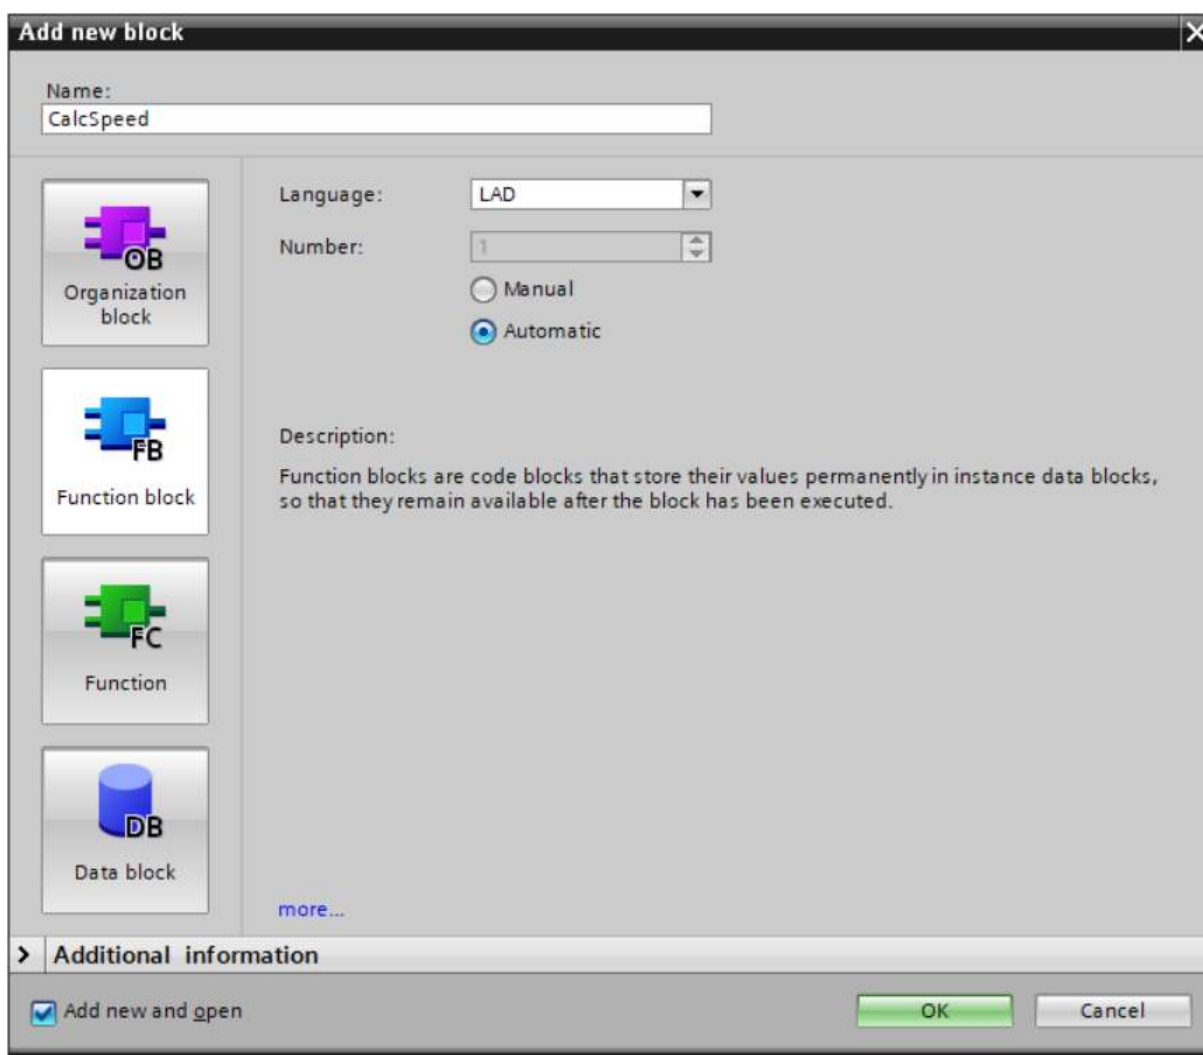 Add new block
Name:
CalcSpeed
OB
Organization
block
FB
Function block
FC
Function
DB
Data block
Language:
LAD
Number:
1
Manual
Automatic
Description:
Function blocks are code blocks that store their values permanently in instance data blocks,
so that they remain available after the block has been executed.
more...
Additional information
Add new and open
OK
Cancel